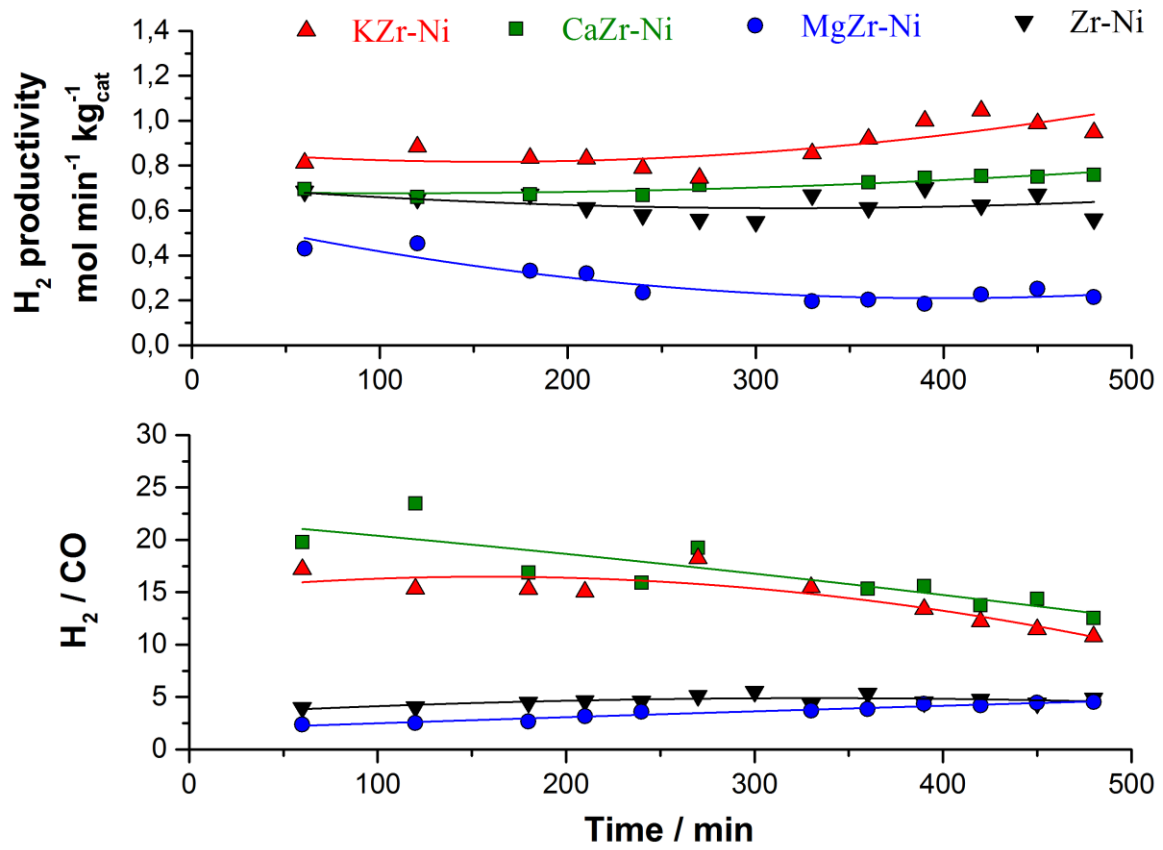 KZr-Ni CaZr-Ni MgZr-Ni Zr-Ni
H₂ productivity
mol min⁻¹ kg⁻¹cat
1,4
1,2
1,0
0,8
0,6
0,4
0,2
0,0
0 100 200 300 400 500
H₂ / CO
30
25
20
15
10
5
0
0 100 200 300 400 500
Time / min